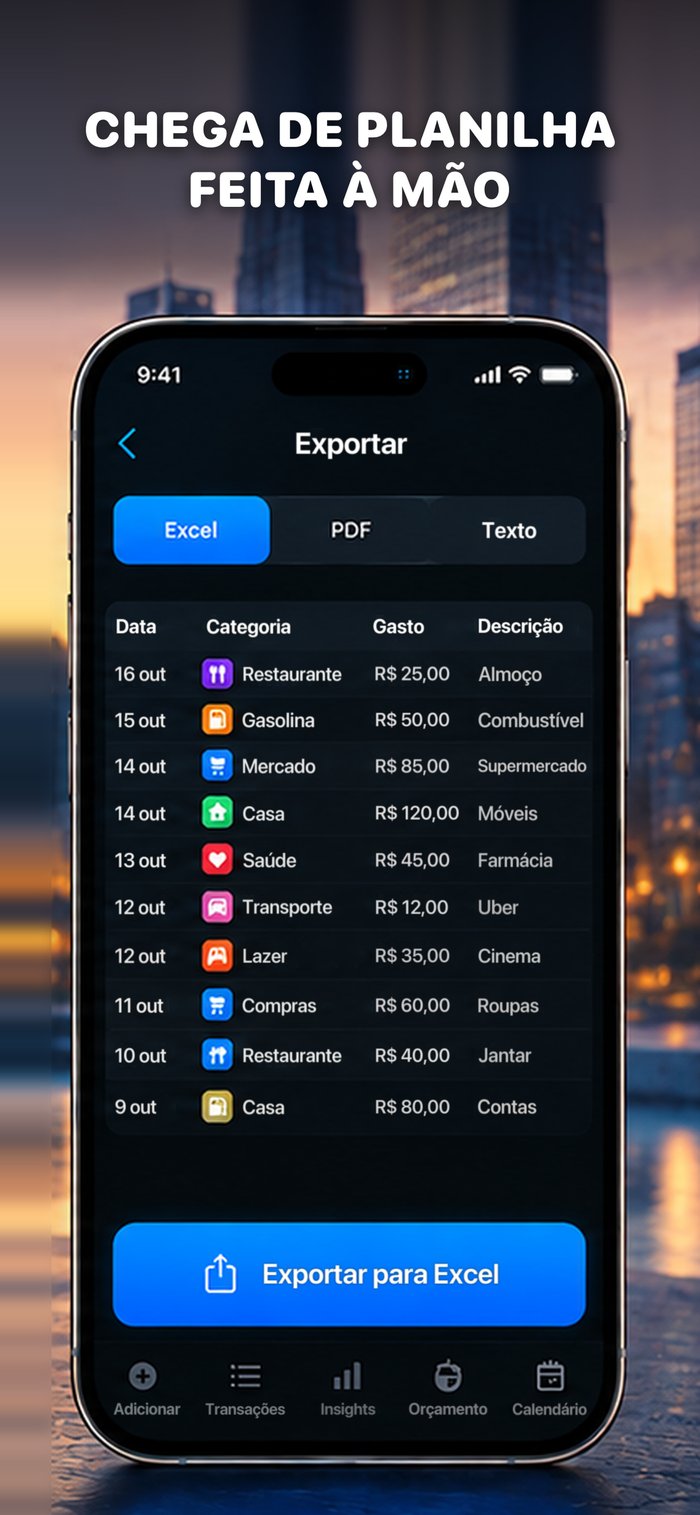 CHEGA DE PLANILHA
FEITA À MÃO
9:41
Exportar
Excel PDF Texto
Data Categoria Gasto Descrição
16 out Restaurante R$ 25,00 Almoço
15 out Gasolina R$ 50,00 Combustível
14 out Mercado R$ 85,00 Supermercado
14 out Casa R$ 120,00 Móveis
13 out Saúde R$ 45,00 Farmácia
12 out Transporte R$ 12,00 Uber
12 out Lazer R$ 35,00 Cinema
11 out Compras R$ 60,00 Roupas
10 out Restaurante R$ 40,00 Jantar
9 out Casa R$ 80,00 Contas
Exportar para Excel
Adicionar Transações Insights Orçamento Calendário